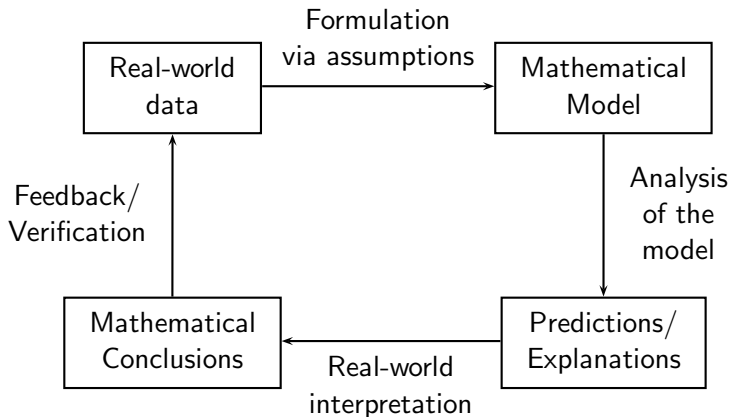 Formulation
via assumptions
Real-world
data
Mathematical
Model
Analysis
of the
model
Feedback/
Verification
Mathematical
Conclusions
Predictions/
Explanations
Real-world
interpretation